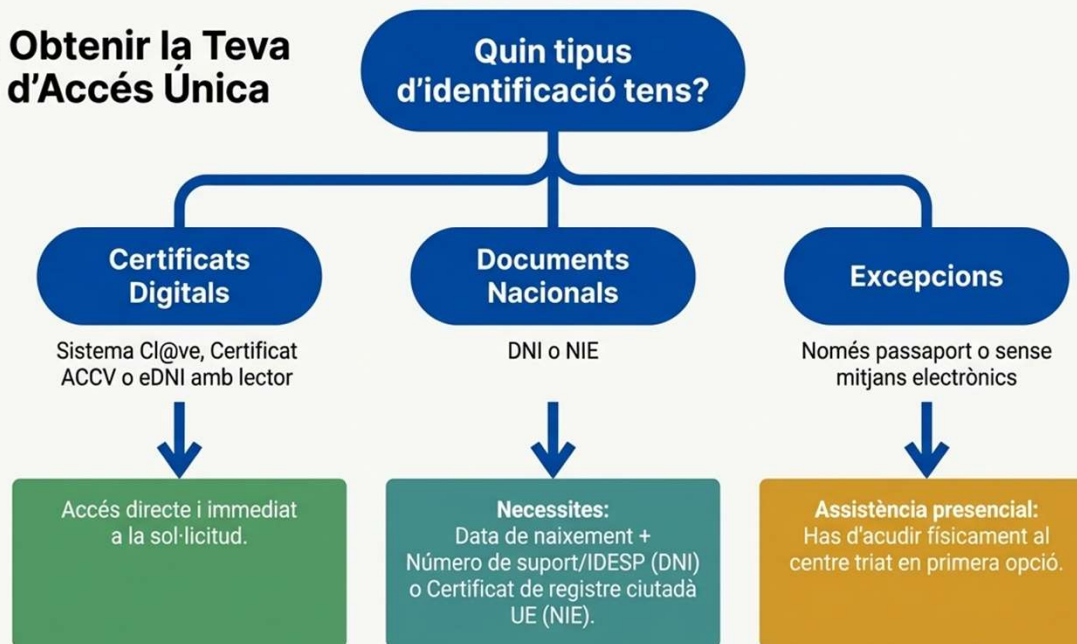 Obtenir la Teva
d'Accés Única
Quin tipus
d'identificació tens?
Certificats
Digitals
Sistema Cl@ve, Certificat
ACCV o eDNI amb lector
Accés directe i immediat
a la sol·licitud.
Documents
Nacionals
DNI o NIE
Necessites:
Data de naixement +
Número de suport/IDESP (DNI)
o Certificat de registre ciutadà
UE (NIE).
Excepcions
Només passaport o sense
mitjans electrònics
Assistència presencial:
Has d'acudir físicament al
centre triat en primera opció.